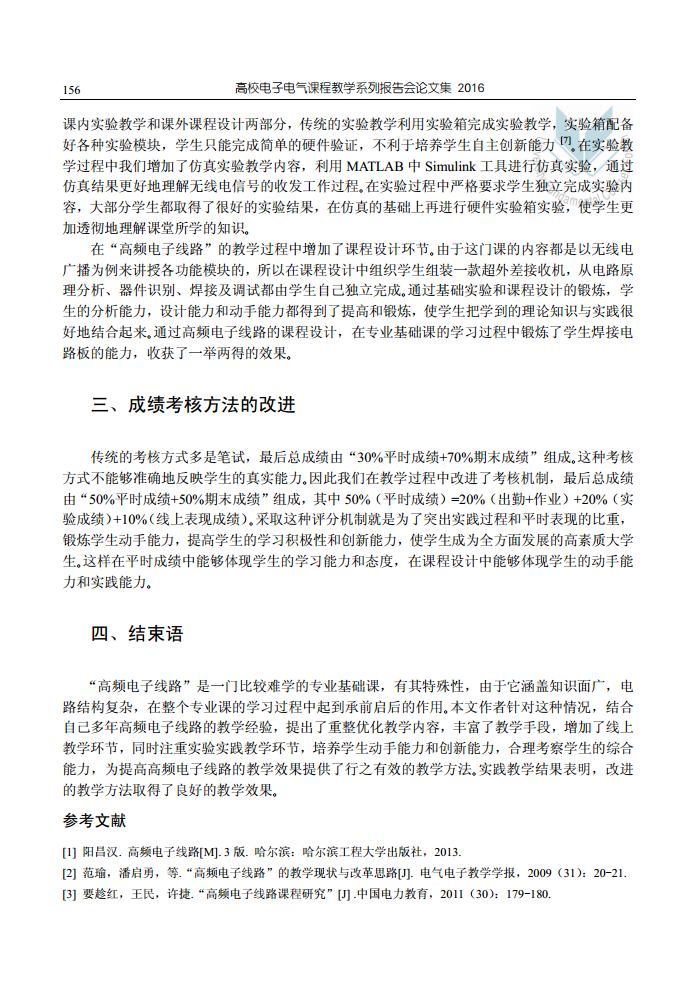 156 高校电子电气课程教学系列报告会论文集 2016
课内实验教学和课外课程设计两部分，传统的实验教学利用实验箱完成实验教学，实验箱配备
好各种实验模块，学生只能完成简单的硬件验证，不利于培养学生自主创新能力[7]。在实验教
学过程中我们增加了仿真实验教学内容，利用 MATLAB 中 Simulink 工具进行仿真实验，通过
仿真结果更好地理解无线电信号的收发工作过程。在实验过程中严格要求学生独立完成实验内
容，大部分学生都取得了很好的实验结果，在仿真的基础上再进行硬件实验箱实验，使学生更
加透彻地理解课堂所学的知识。
在“高频电子线路”的教学过程中增加了课程设计环节。由于这门课的内容都是以无线电
广播为例来讲授各功能模块的，所以在课程设计中组织学生组装一款超外差接收机，从电路原
理分析、器件识别、焊接及调试都由学生自己独立完成。通过基础实验和课程设计的锻炼，学
生的分析能力，设计能力和动手能力都得到了提高和锻炼，使学生把学到的理论知识与实践很
好地结合起来。通过高频电子线路的课程设计，在专业基础课的学习过程中锻炼了学生焊接电
路板的能力，收获了一举两得的效果。
三、成绩考核方法的改进
传统的考核方式多是笔试，最后总成绩由“30%平时成绩+70%期末成绩”组成。这种考核
方式不能够准确地反映学生的真实能力。因此我们在教学过程中改进了考核机制，最后总成绩
由“50%平时成绩+50%期末成绩”组成，其中 50%（平时成绩）=20%（出勤+作业）+20%（实
验成绩）+10%（线上表现成绩）。采取这种评分机制就是为了突出实践过程和平时表现的比重，
锻炼学生动手能力，提高学生的学习积极性和创新能力，使学生成为全方面发展的高素质大学
生。这样在平时成绩中能够体现学生的学习能力和态度，在课程设计中能够体现学生的动手能
力和实践能力。
四、结束语
“高频电子线路”是一门比较难学的专业基础课，有其特殊性，由于它涵盖知识面广，电
路结构复杂，在整个专业课的学习过程中起到承前启后的作用。本文作者针对这种情况，结合
自己多年高频电子线路的教学经验，提出了重整优化教学内容，丰富了教学手段，增加了线上
教学环节，同时注重实验实践教学环节，培养学生动手能力和创新能力，合理考察学生的综合
能力，为提高高频电子线路的教学效果提供了行之有效的教学方法。实践教学结果表明，改进
的教学方法取得了良好的教学效果。
参考文献
[1] 阳昌汉. 高频电子线路[M]. 3 版. 哈尔滨：哈尔滨工程大学出版社，2013.
[2] 范瑜，潘启勇，等.“高频电子线路”的教学现状与改革思路[J]. 电气电子教学学报，2009（31）：20-21.
[3] 要趁红，王民，许捷.“高频电子线路课程研究”[J] .中国电力教育，2011（30）：179-180.